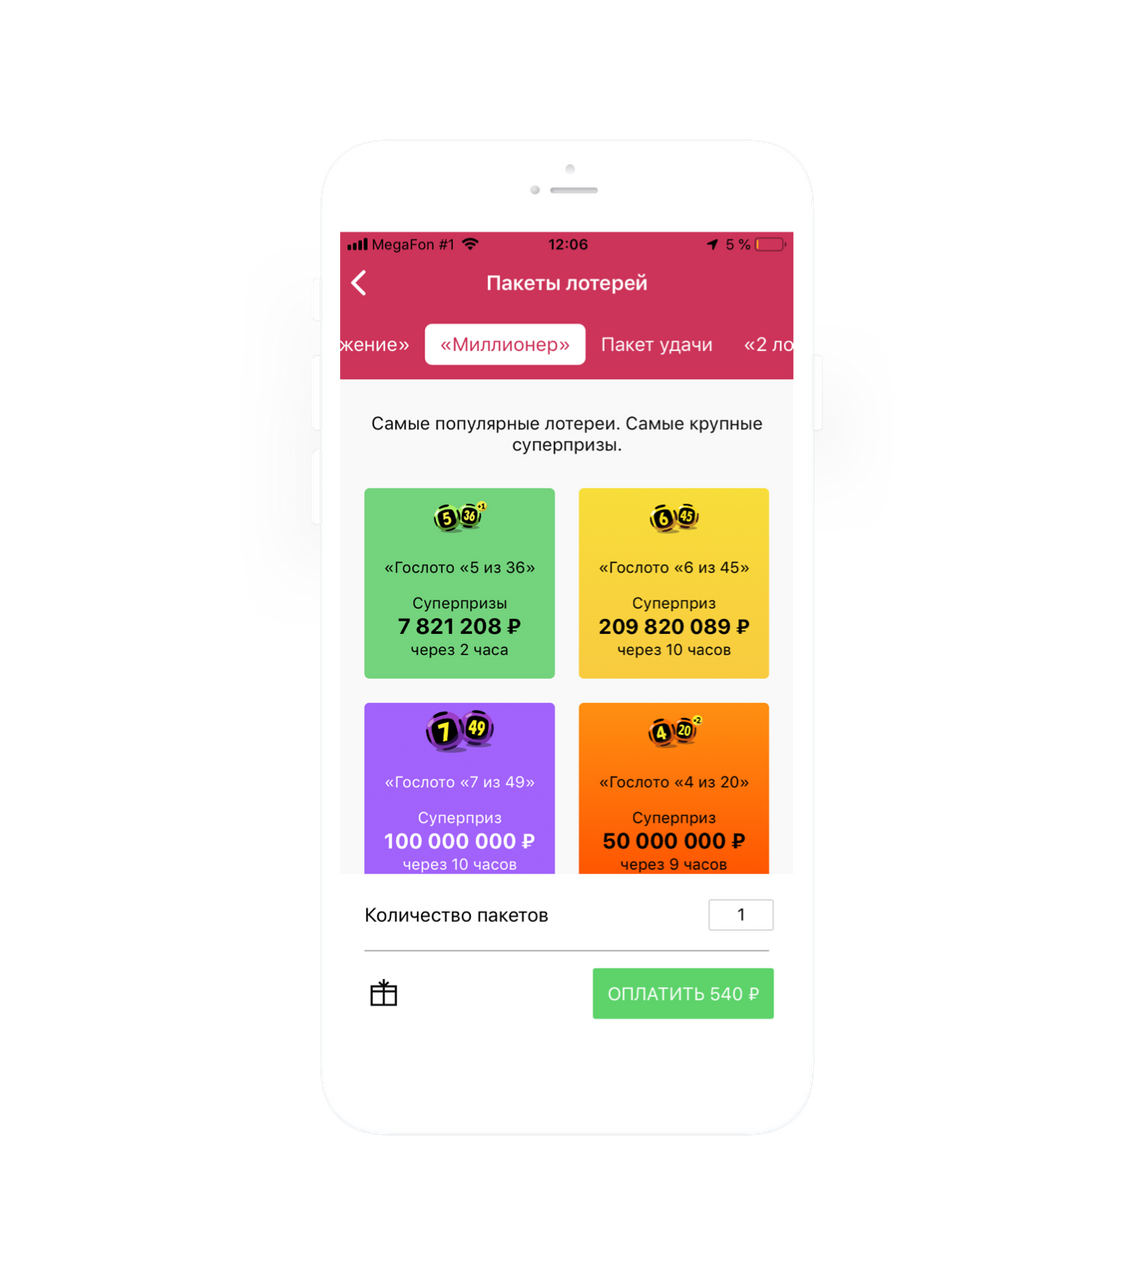 MegaFon #1 12:06 5 %
Пакеты лотерей
жение» «Миллионер» Пакет удачи «2 ло
Самые популярные лотереи. Самые крупные
суперпризы.
5 36 +1
«Гослото «5 из 36»
Суперпризы
7 821 208 ₽
через 2 часа
6 45
«Гослото «6 из 45»
Суперприз
209 820 089 ₽
через 10 часов
7 49
«Гослото «7 из 49»
Суперприз
100 000 000 ₽
через 10 часов
4 20 +2
«Гослото «4 из 20»
Суперприз
50 000 000 ₽
через 9 часов
Количество пакетов 1
ОПЛАТИТЬ 540 ₽